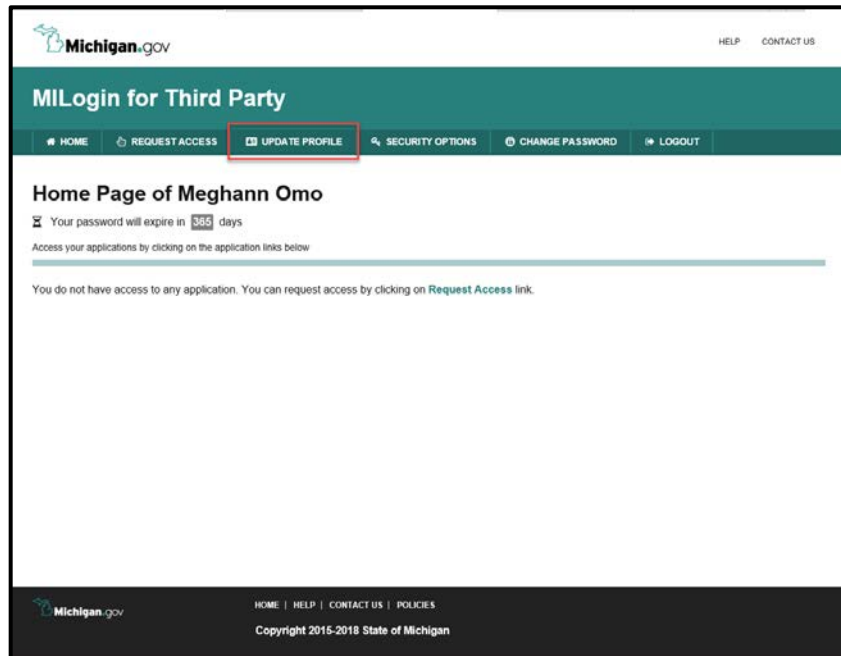 Michigan.gov
HELP CONTACT US
MILogin for Third Party
HOME REQUEST ACCESS UPDATE PROFILE SECURITY OPTIONS CHANGE PASSWORD LOGOUT
Home Page of Meghann Omo
Your password will expire in 365 days
Access your applications by clicking on the application links below
You do not have access to any application. You can request access by clicking on Request Access link.
Michigan.gov
HOME | HELP | CONTACT US | POLICIES
Copyright 2015-2018 State of Michigan